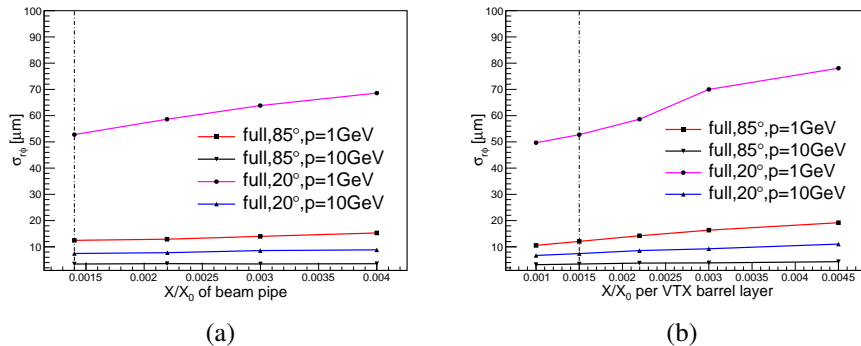 100
90
80
70
60
50
40
30
20
10
σrϕ [μm]
full,85°,p=1GeV
full,85°,p=10GeV
full,20°,p=1GeV
full,20°,p=10GeV
0.0015 0.002 0.0025 0.003 0.0035 0.004
X/X0 of beam pipe
(a)
100
90
80
70
60
50
40
30
20
10
σrϕ [μm]
full,85°,p=1GeV
full,85°,p=10GeV
full,20°,p=1GeV
full,20°,p=10GeV
0.001 0.0015 0.002 0.0025 0.003 0.0035 0.004 0.0045
X/X0 per VTX barrel layer
(b)